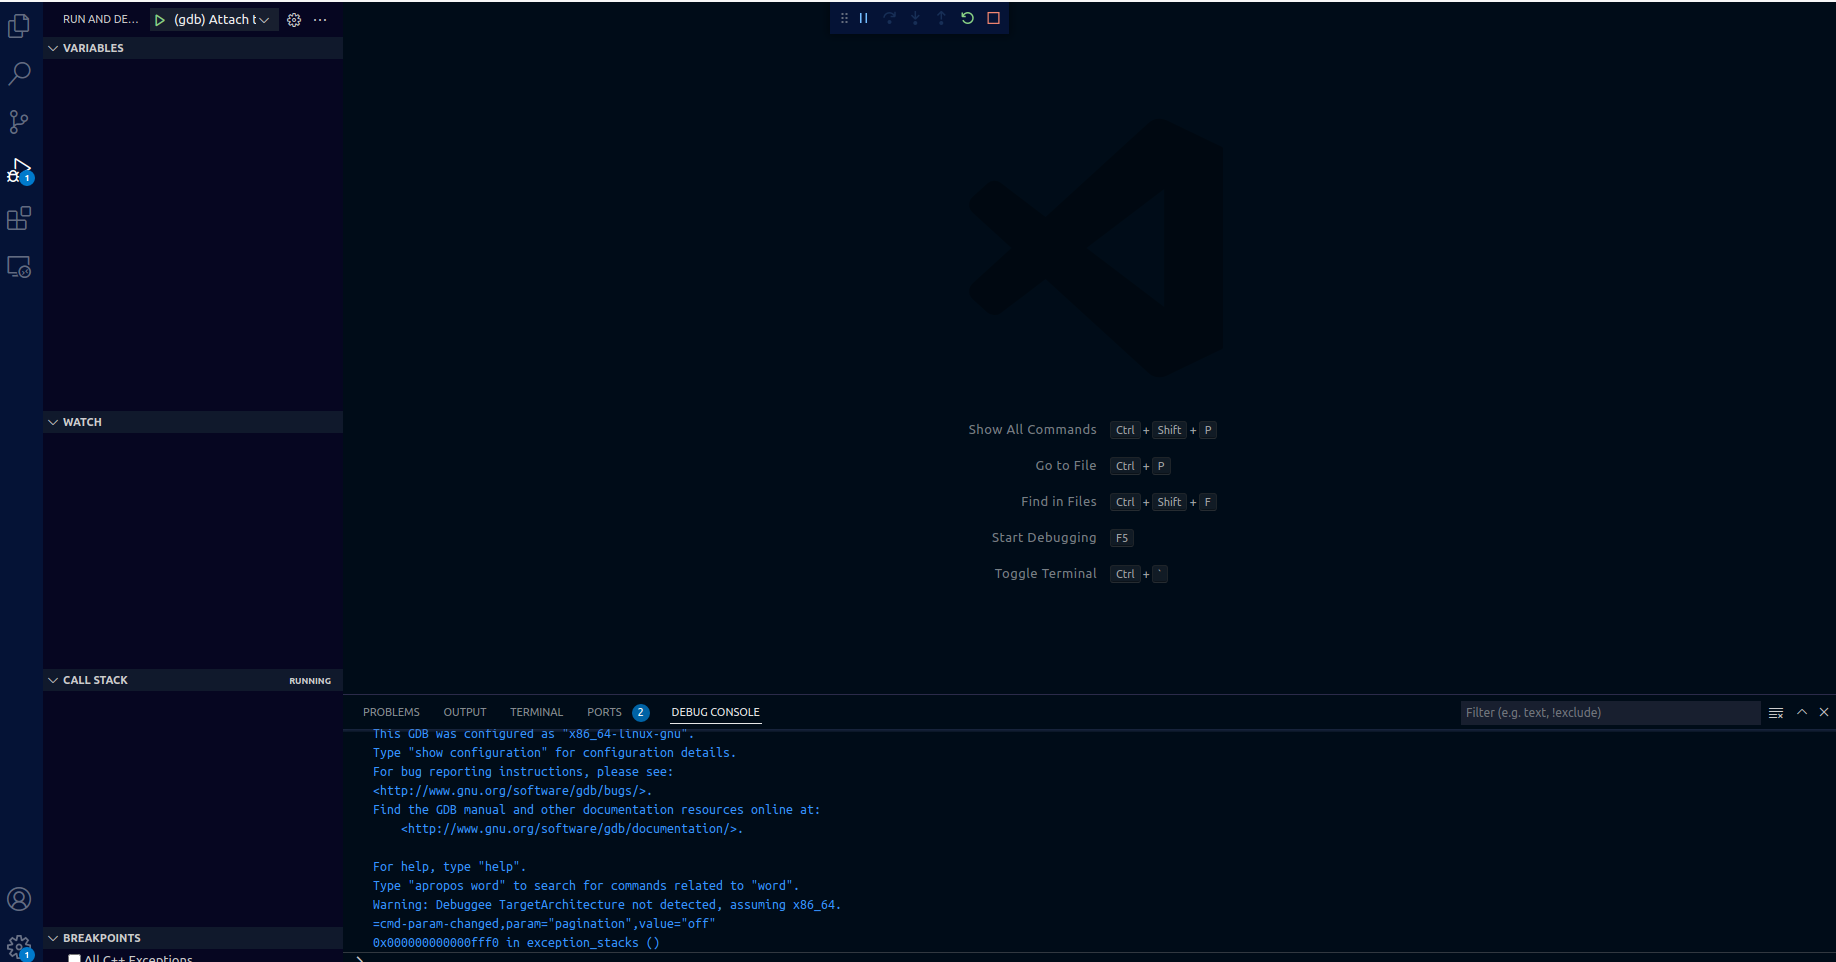 RUN AND DE...
(gdb) Attach t
VARIABLES
1
WATCH
CALL STACK
RUNNING
BREAKPOINTS
All C++ Exceptions
1
Show All Commands Ctrl + Shift + P
Go to File Ctrl + P
Find in Files Ctrl + Shift + F
Start Debugging F5
Toggle Terminal Ctrl + `
PROBLEMS OUTPUT TERMINAL PORTS 2 DEBUG CONSOLE
Filter (e.g. text, !exclude)
This GDB was configured as "x86_64-linux-gnu".
Type "show configuration" for configuration details.
For bug reporting instructions, please see:
<http://www.gnu.org/software/gdb/bugs/>.
Find the GDB manual and other documentation resources online at:
<http://www.gnu.org/software/gdb/documentation/>.
For help, type "help".
Type "apropos word" to search for commands related to "word".
Warning: Debuggee TargetArchitecture not detected, assuming x86_64.
=cmd-param-changed,param="pagination",value="off"
0x000000000000fff0 in exception_stacks ()